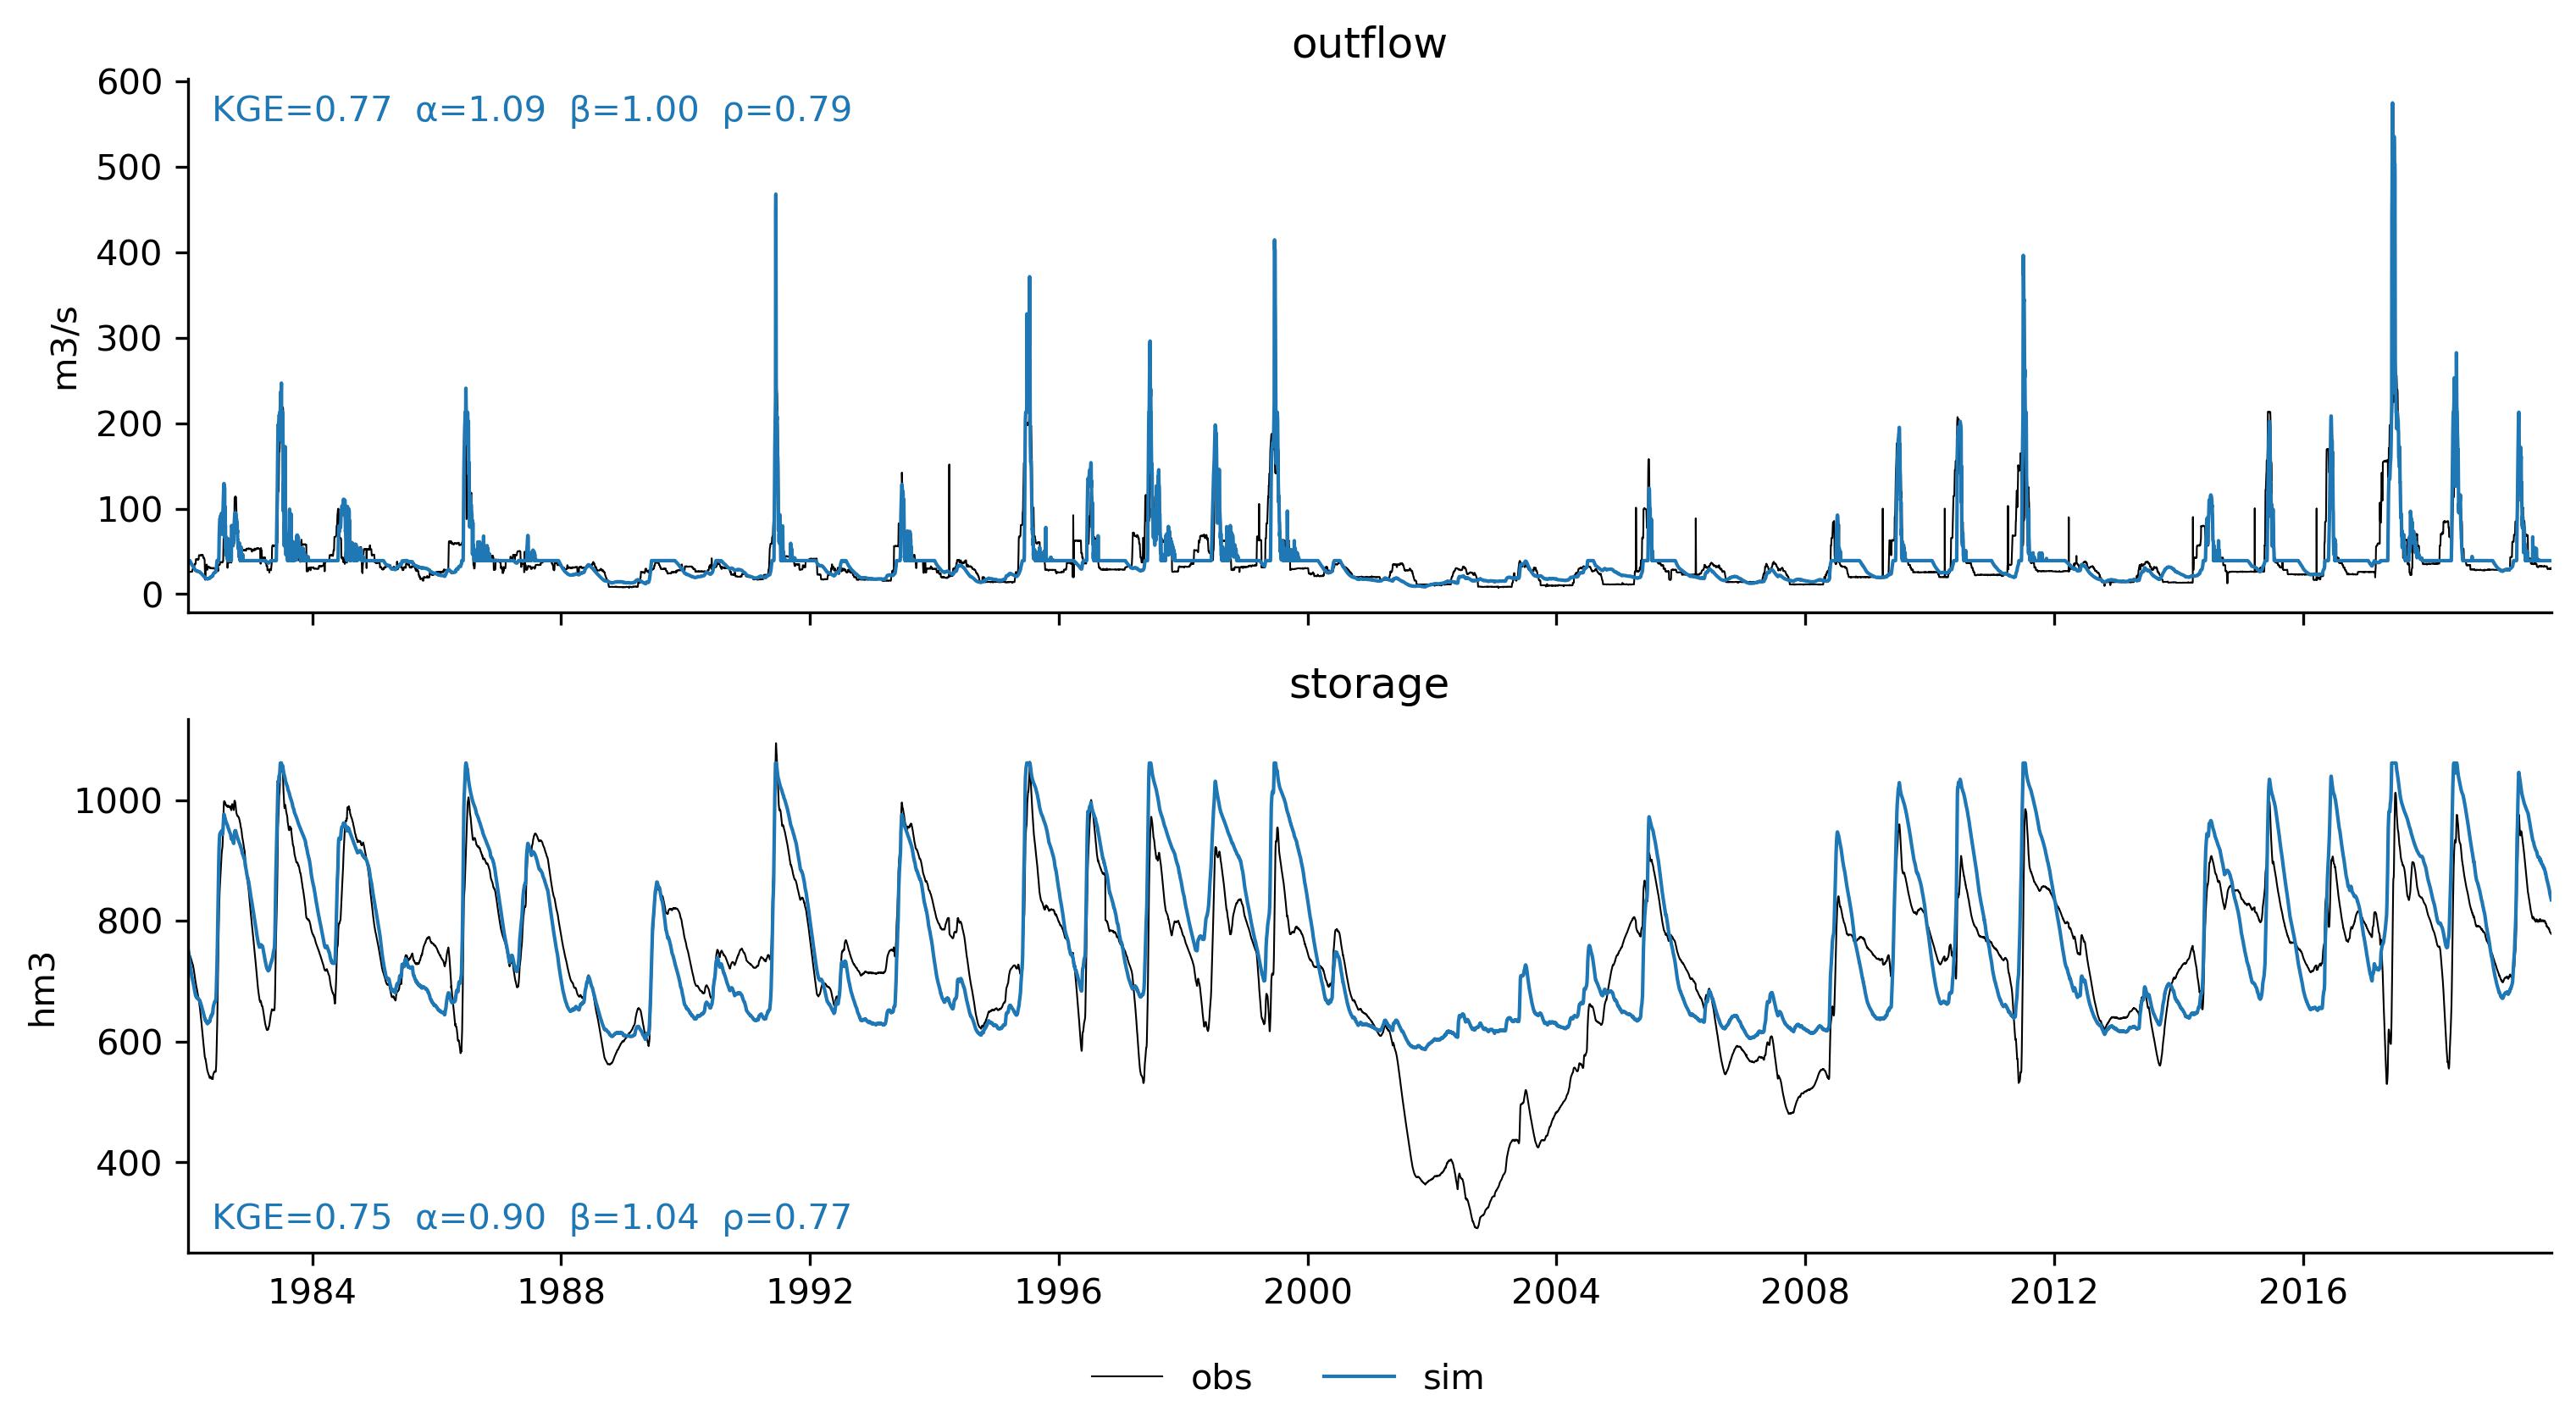 outflow
600
500
400
300
200
100
0
m3/s
KGE=0.77 α=1.09 β=1.00 ρ=0.79
storage
1000
800
600
400
hm3
KGE=0.75 α=0.90 β=1.04 ρ=0.77
1984 1988 1992 1996 2000 2004 2008 2012 2016
obs sim